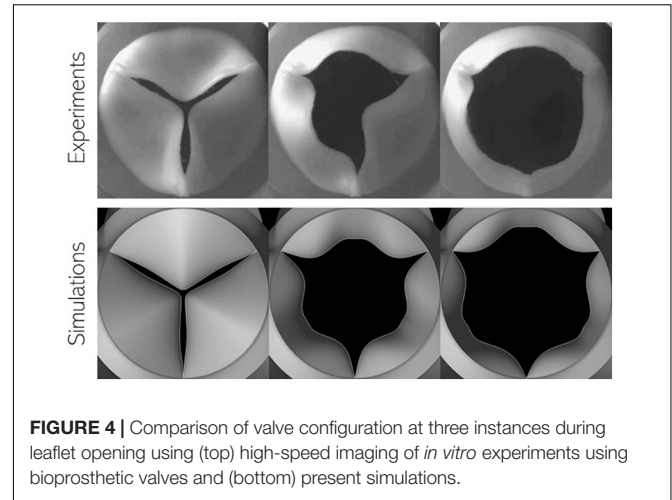 Experiments
Simulations
FIGURE 4 | Comparison of valve configuration at three instances during
leaflet opening using (top) high-speed imaging of in vitro experiments using
bioprosthetic valves and (bottom) present simulations.